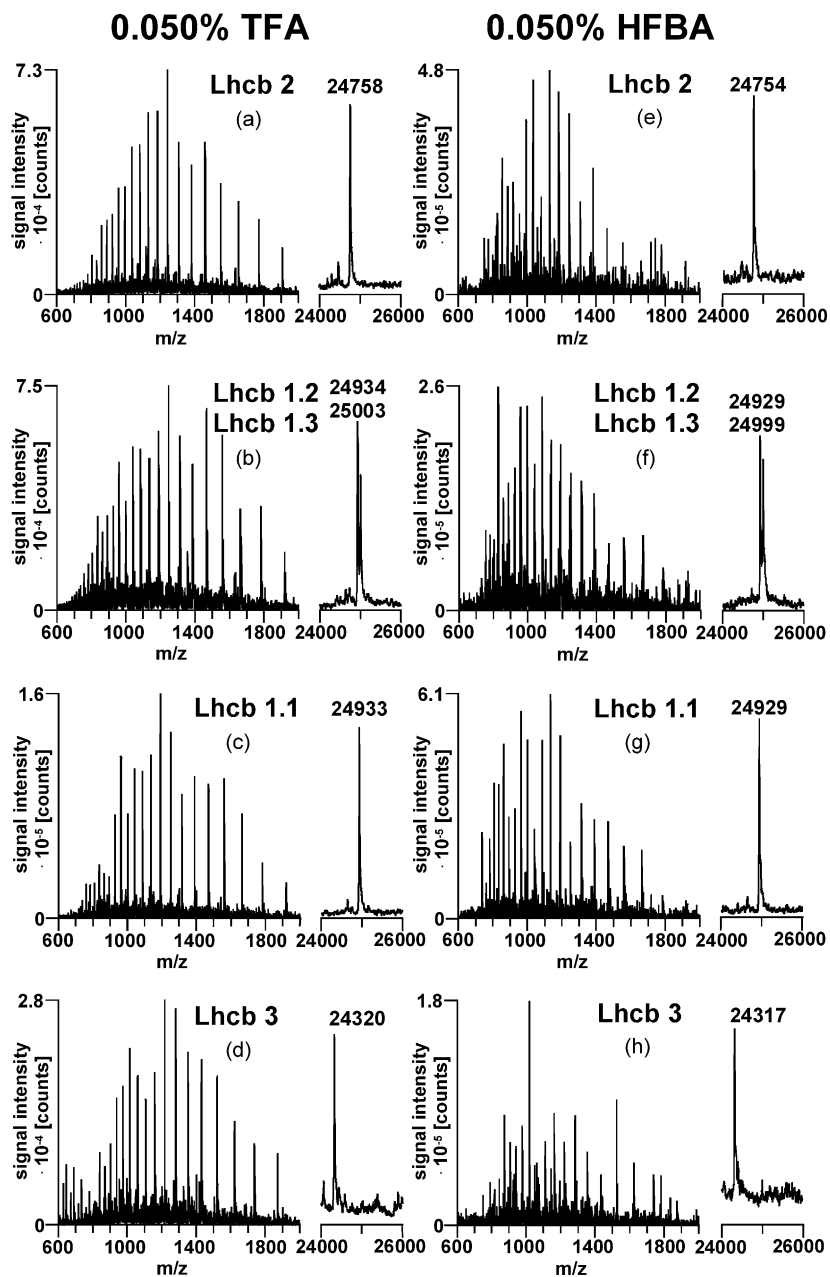 0.050% TFA
0.050% HFBA
7.3
Lhcb 2
(a)
24758
signal intensity
· 10⁻⁴ [counts]
0
600 1000 1400 1800
m/z
24000 26000
4.8
Lhcb 2
(e)
24754
signal intensity
· 10⁻⁵ [counts]
0
600 1000 1400 1800
m/z
24000 26000
7.5
Lhcb 1.2
Lhcb 1.3
(b)
24934
25003
signal intensity
· 10⁻⁴ [counts]
0
600 1000 1400 1800
m/z
24000 26000
2.6
Lhcb 1.2
Lhcb 1.3
(f)
24929
24999
signal intensity
· 10⁻⁵ [counts]
0
600 1000 1400 1800
m/z
24000 26000
1.6
Lhcb 1.1
(c)
24933
signal intensity
· 10⁻⁵ [counts]
0
600 1000 1400 1800
m/z
24000 26000
6.1
Lhcb 1.1
(g)
24929
signal intensity
· 10⁻⁵ [counts]
0
600 1000 1400 1800
m/z
24000 26000
2.8
Lhcb 3
(d)
24320
signal intensity
· 10⁻⁴ [counts]
0
600 1000 1400 1800
m/z
24000 26000
1.8
Lhcb 3
(h)
24317
signal intensity
· 10⁻⁵ [counts]
0
600 1000 1400 1800
m/z
24000 26000